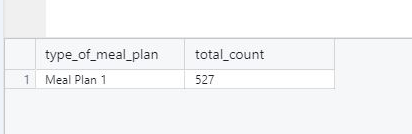 type_of_meal_plan total_count
1 Meal Plan 1 527